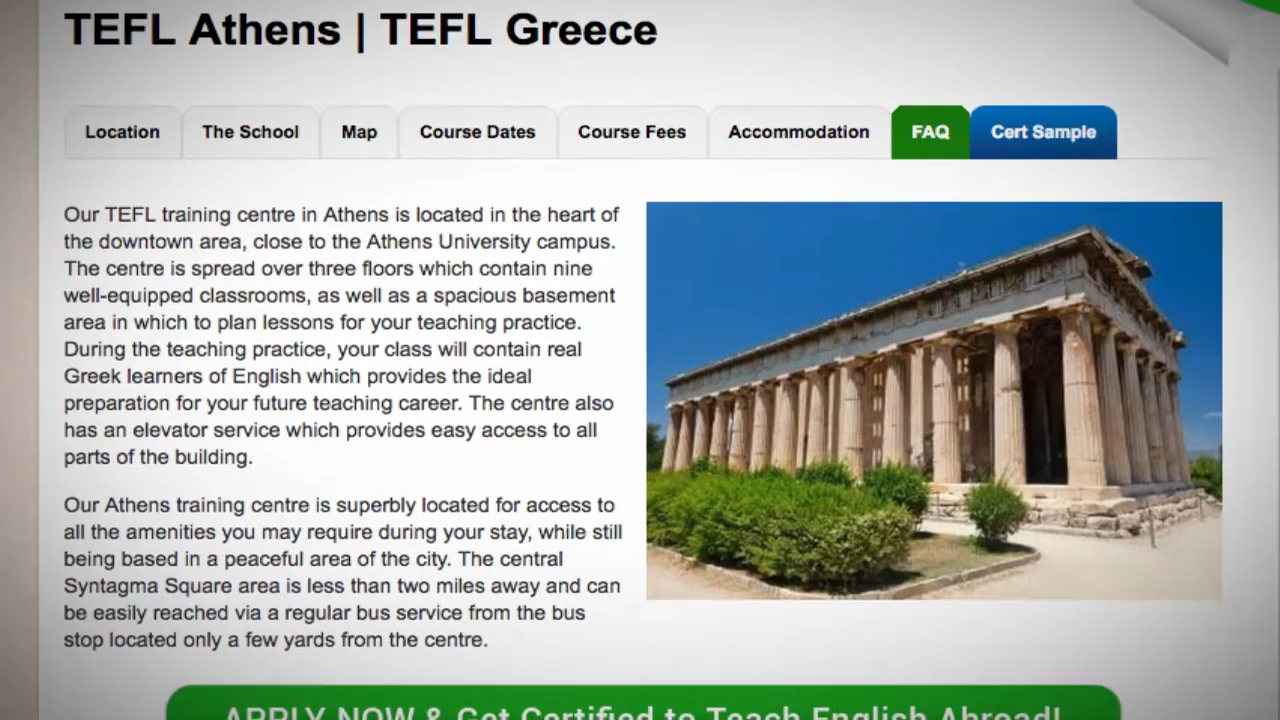 TEFL Athens | TEFL Greece
Location
The School
Map
Course Dates
Course Fees
Accommodation
FAQ
Cert Sample
Our TEFL training centre in Athens is located in the heart of
the downtown area, close to the Athens University campus.
The centre is spread over three floors which contain nine
well-equipped classrooms, as well as a spacious basement
area in which to plan lessons for your teaching practice.
During the teaching practice, your class will contain real
Greek learners of English which provides the ideal
preparation for your future teaching career. The centre also
has an elevator service which provides easy access to all
parts of the building.
Our Athens training centre is superbly located for access to
all the amenities you may require during your stay, while still
being based in a peaceful area of the city. The central
Syntagma Square area is less than two miles away and can
be easily reached via a regular bus service from the bus
stop located only a few yards from the centre.
APPLY NOW & Get Certified to Teach English Abroad!